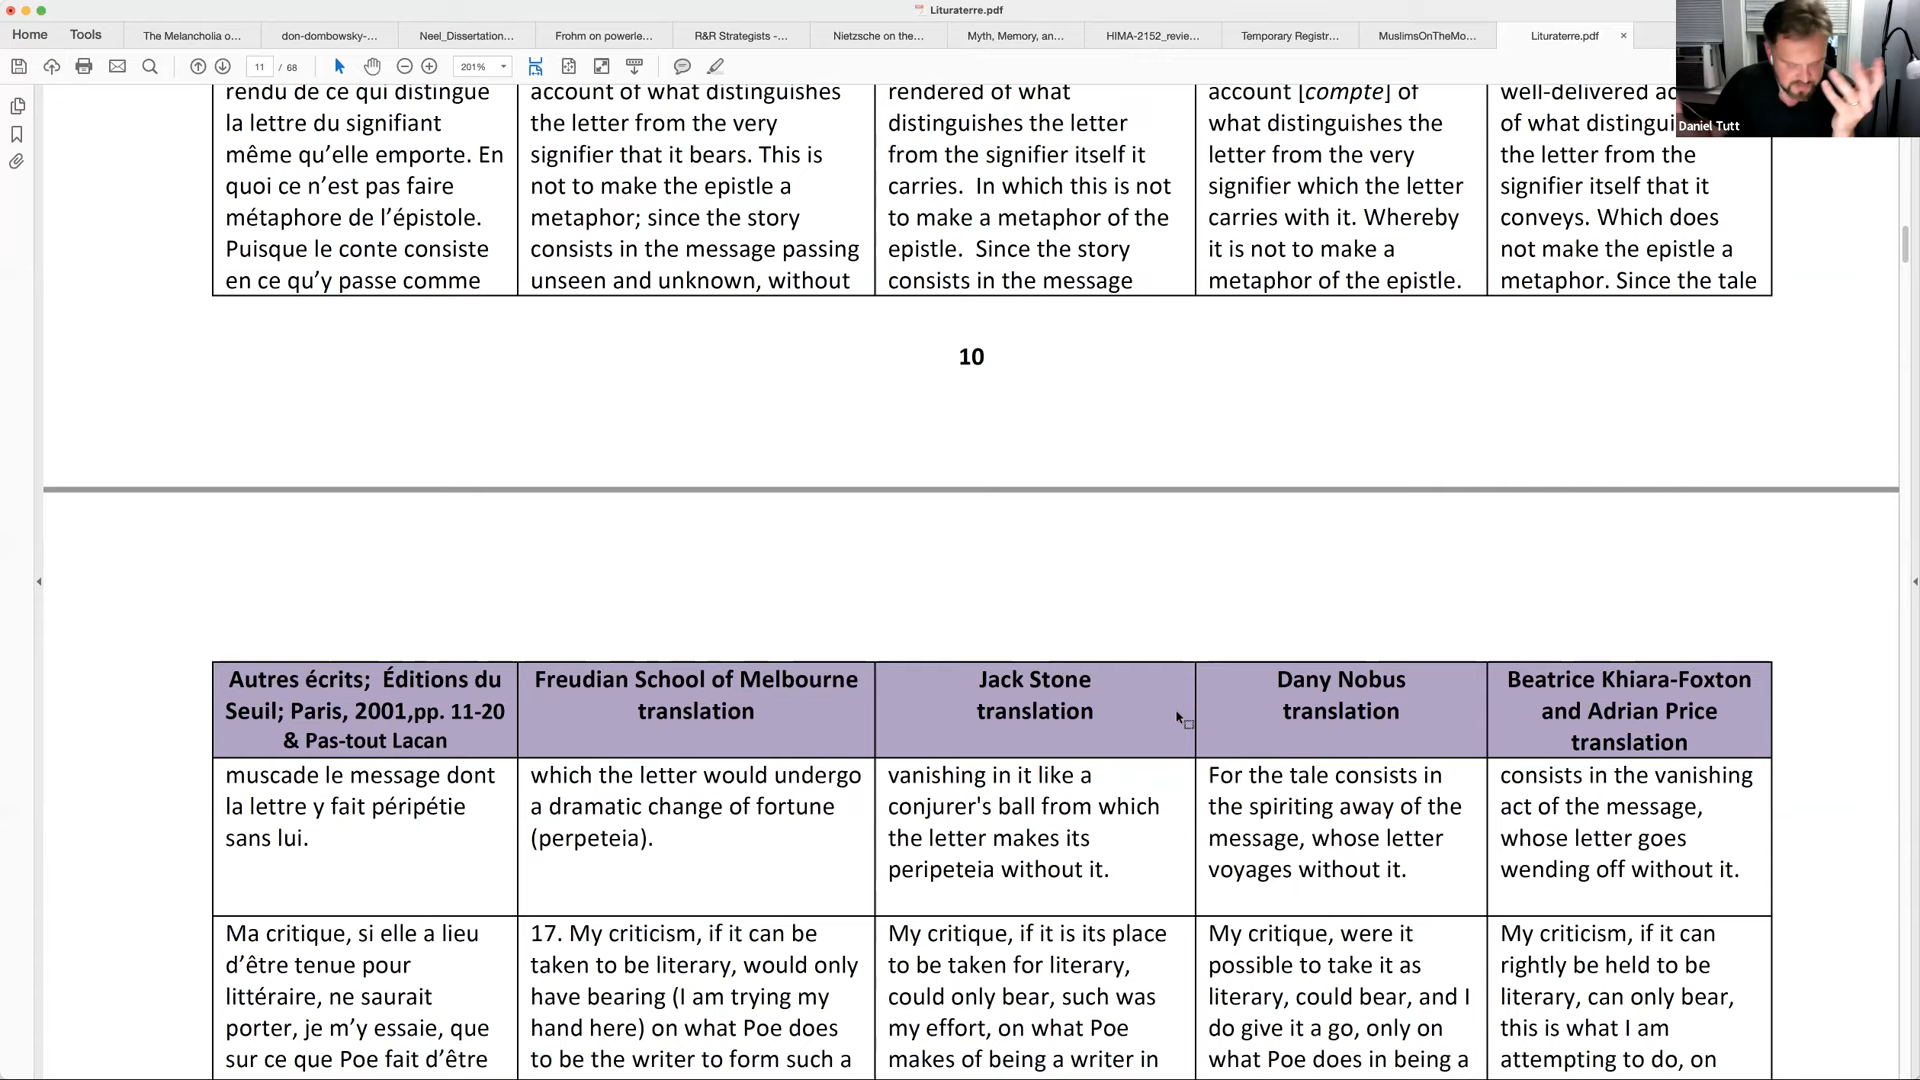 Lituraterre.pdf
Home Tools The Melancholia o... don-dombowsky-... Neel_Dissertation... Frohm on powerle... R&R Strategists -... Nietzsche on the... Myth, Memory, an... HIMA-2152_revie... Temporary Registr... MuslimsOnTheMo... Lituraterre.pdf ×
11 / 68 201%
Daniel Tutt
rendu de ce qui distingue
la lettre du signifiant
même qu’elle emporte. En
quoi ce n’est pas faire
métaphore de l’épistole.
Puisque le conte consiste
en ce qu’y passe comme
account of what distinguishes
the letter from the very
signifier that it bears. This is
not to make the epistle a
metaphor; since the story
consists in the message passing
unseen and unknown, without
rendered of what
distinguishes the letter
from the signifier itself it
carries. In which this is not
to make a metaphor of the
epistle. Since the story
consists in the message
account [compte] of
what distinguishes the
letter from the very
signifier which the letter
carries with it. Whereby
it is not to make a
metaphor of the epistle.
well-delivered ac
of what distingui
the letter from the
signifier itself that it
conveys. Which does
not make the epistle a
metaphor. Since the tale
10
Autres écrits; Éditions du
Seuil; Paris, 2001,pp. 11-20
& Pas-tout Lacan
Freudian School of Melbourne
translation
Jack Stone
translation
Dany Nobus
translation
Beatrice Khiara-Foxton
and Adrian Price
translation
muscade le message dont
la lettre y fait péripétie
sans lui.
which the letter would undergo
a dramatic change of fortune
(perpeteia).
vanishing in it like a
conjurer's ball from which
the letter makes its
peripeteia without it.
For the tale consists in
the spiriting away of the
message, whose letter
voyages without it.
consists in the vanishing
act of the message,
whose letter goes
wending off without it.
Ma critique, si elle a lieu
d’être tenue pour
littéraire, ne saurait
porter, je m’y essaie, que
sur ce que Poe fait d’être
17. My criticism, if it can be
taken to be literary, would only
have bearing (I am trying my
hand here) on what Poe does
to be the writer to form such a
My critique, if it is its place
to be taken for literary,
could only bear, such was
my effort, on what Poe
makes of being a writer in
My critique, were it
possible to take it as
literary, could bear, and I
do give it a go, only on
what Poe does in being a
My criticism, if it can
rightly be held to be
literary, can only bear,
this is what I am
attempting to do, on